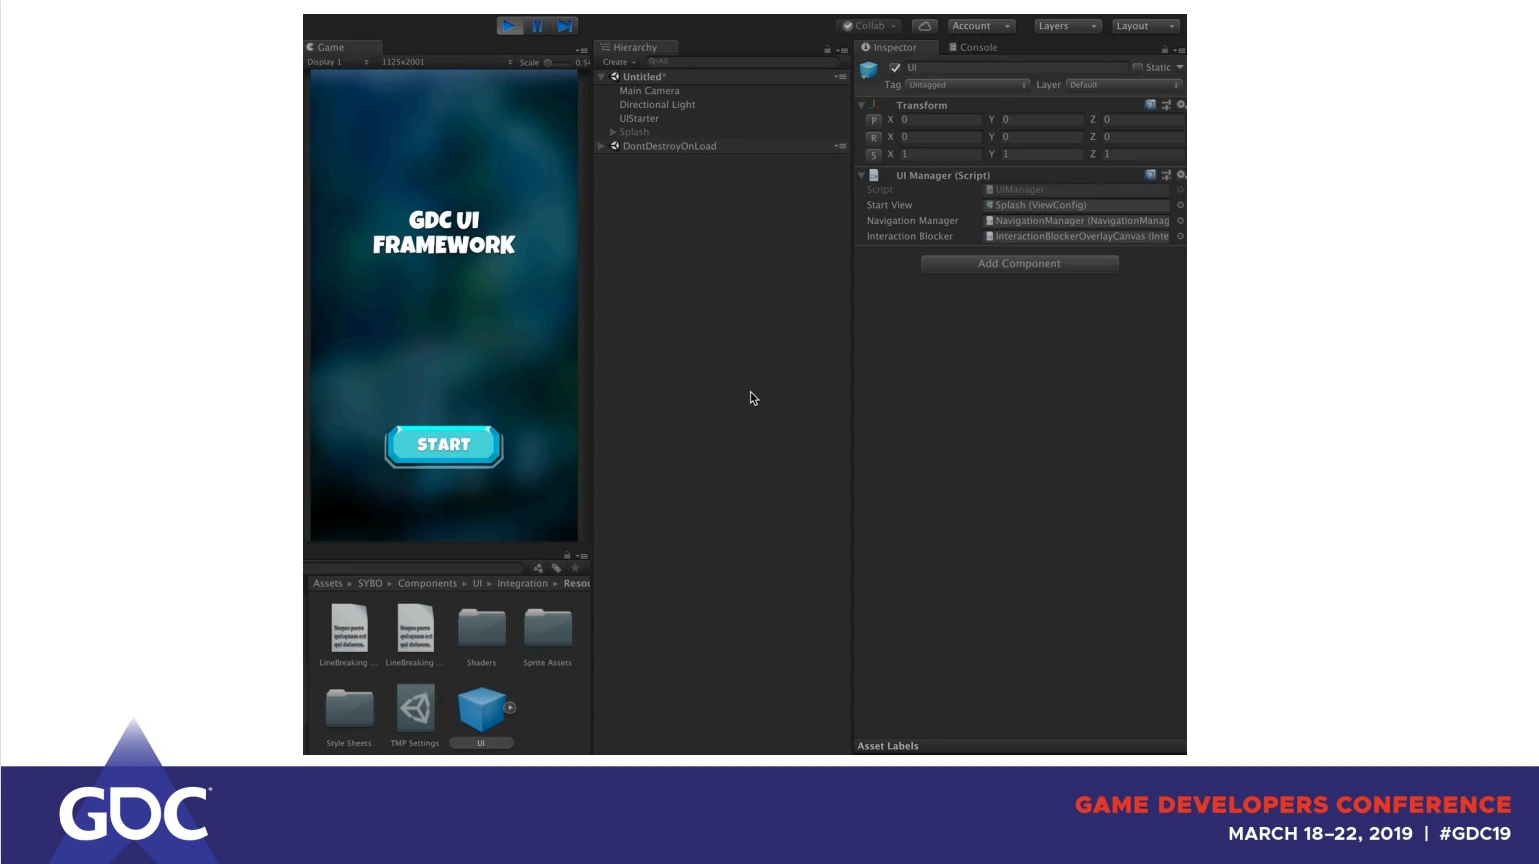 Collab
Account
Layers
Layout
Game
Display 1
1125x2001
Scale
0.54
GDC UI
FRAMEWORK
START
Assets
SYBO
Components
UI
Integration
Resou
LineBreaking ...
LineBreaking ...
Shaders
Sprite Assets
Style Sheets
TMP Settings
UI
Hierarchy
Create
All
Untitled*
Main Camera
Directional Light
UIStarter
Splash
DontDestroyOnLoad
Inspector
Console
UI
Static
Tag
Untagged
Layer
Default
Transform
P X 0 Y 0 Z 0
R X 0 Y 0 Z 0
S X 1 Y 1 Z 1
UI Manager (Script)
Script
UIManager
Start View
Splash (ViewConfig)
Navigation Manager
NavigationManager (NavigationManag
Interaction Blocker
InteractionBlockerOverlayCanvas (Inte
Add Component
Asset Labels
GDC
GAME DEVELOPERS CONFERENCE
MARCH 18–22, 2019 | #GDC19